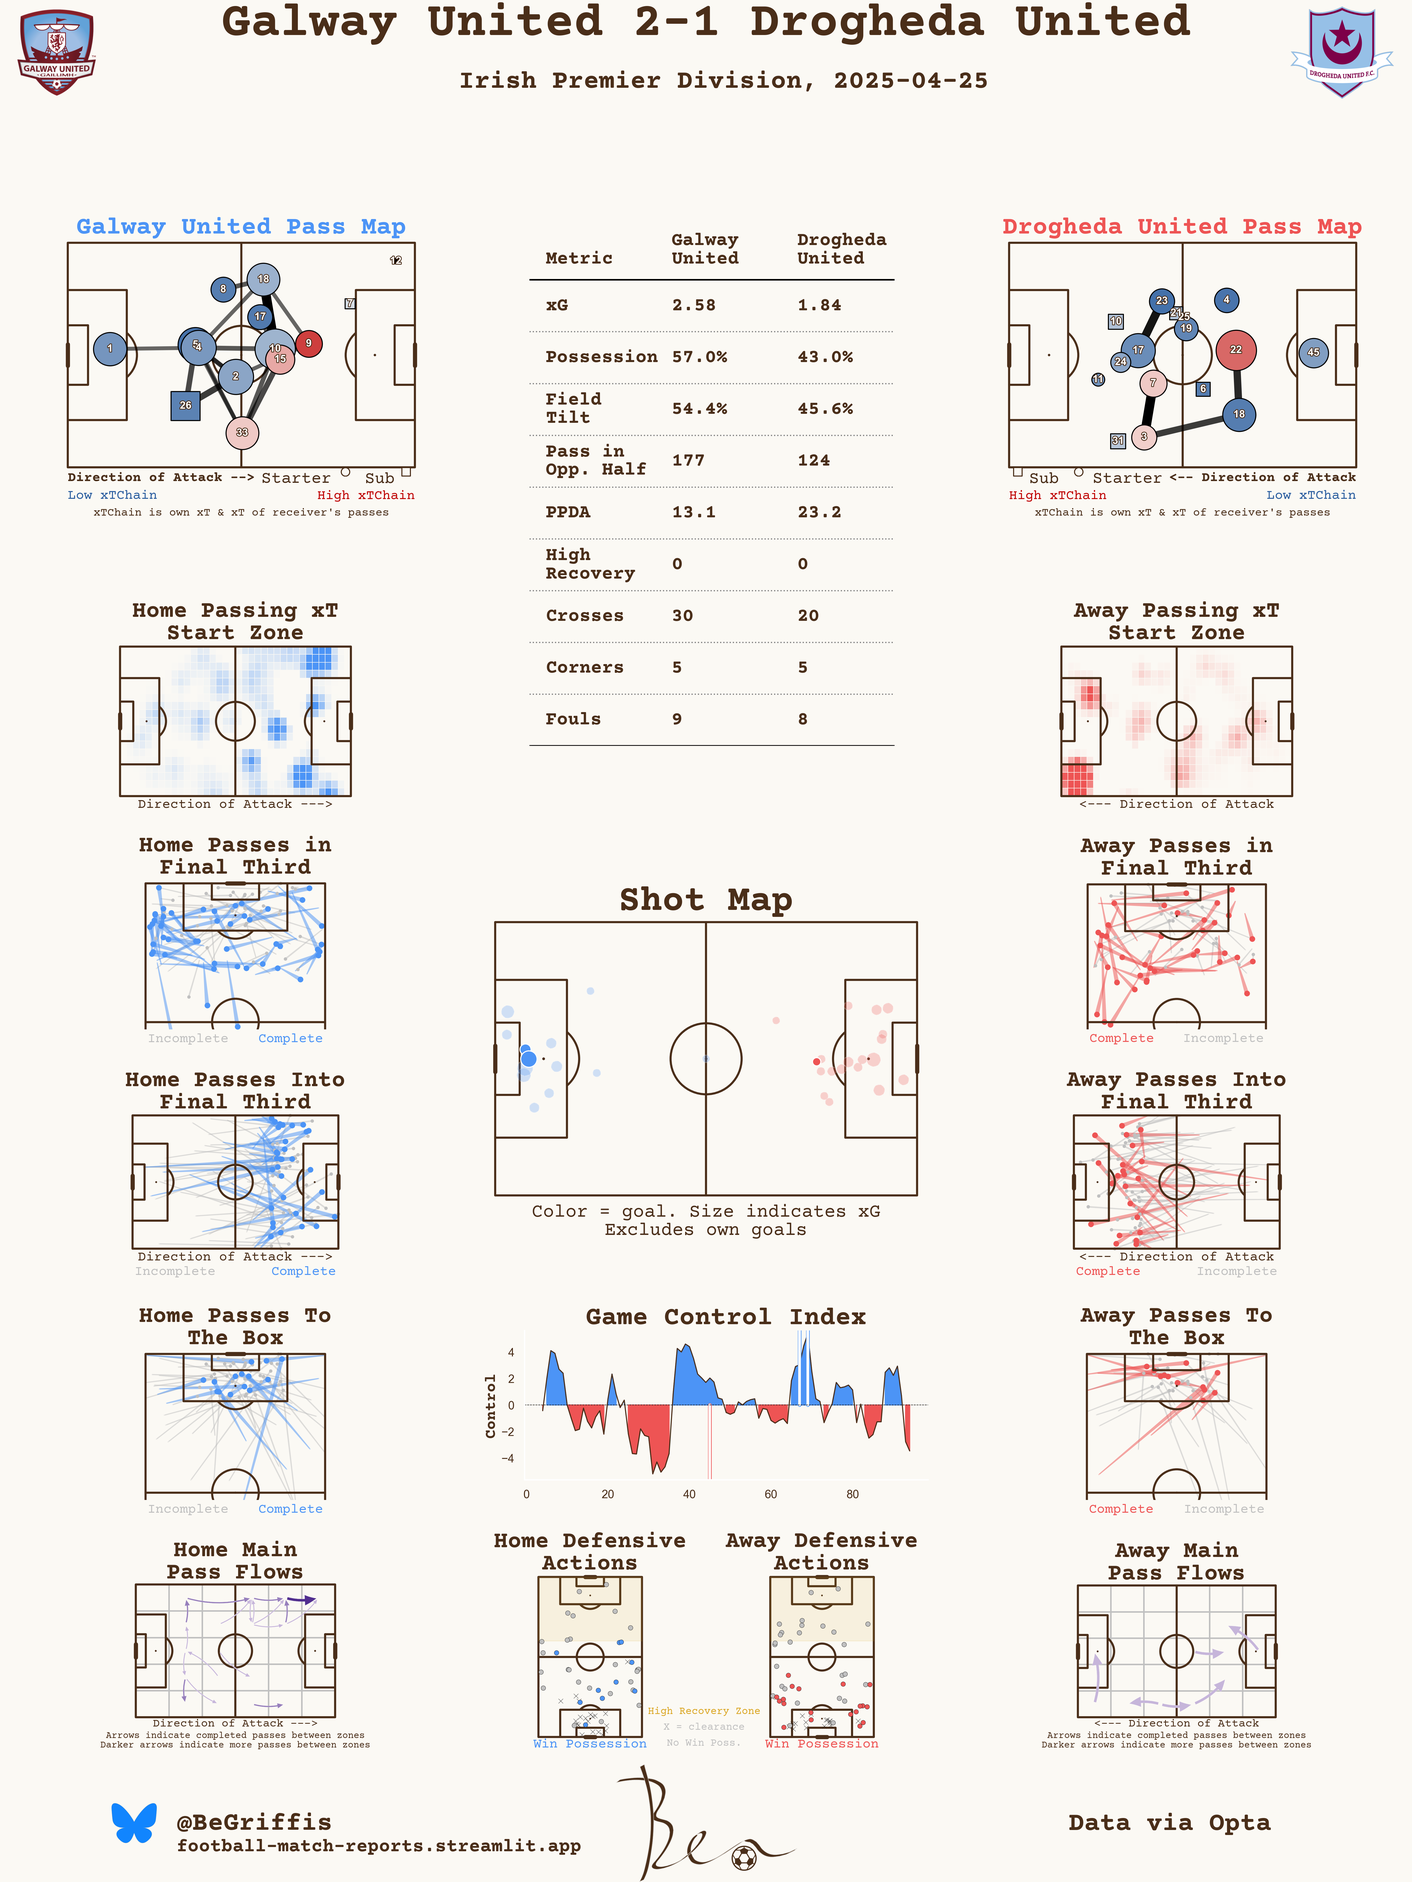 Galway United 2-1 Drogheda United
Irish Premier Division, 2025-04-25
GALWAY UNITED
GAILLIMH
DROGHEDA UNITED F.C.
Galway United Pass Map
12
18
8
7
17
1
5
4
10
9
15
2
26
33
Direction of Attack --> Starter Sub
Low xTChain High xTChain
xTChain is own xT & xT of receiver's passes
Metric Galway United Drogheda United
xG 2.58 1.84
Possession 57.0% 43.0%
Field Tilt 54.4% 45.6%
Pass in Opp. Half 177 124
PPDA 13.1 23.2
High Recovery 0 0
Crosses 30 20
Corners 5 5
Fouls 9 8
Drogheda United Pass Map
23
4
21
25
10
19
17
22
45
24
11
7
6
18
3
31
Sub Starter <-- Direction of Attack
High xTChain Low xTChain
xTChain is own xT & xT of receiver's passes
Home Passing xT
Start Zone
Direction of Attack --->
Away Passing xT
Start Zone
<--- Direction of Attack
Home Passes in
Final Third
Incomplete Complete
Away Passes in
Final Third
Complete Incomplete
Shot Map
Color = goal. Size indicates xG
Excludes own goals
Home Passes Into
Final Third
Direction of Attack --->
Incomplete Complete
Away Passes Into
Final Third
<--- Direction of Attack
Complete Incomplete
Home Passes To
The Box
Incomplete Complete
Game Control Index
Control
4
2
0
−2
−4
0 20 40 60 80
Away Passes To
The Box
Complete Incomplete
Home Main
Pass Flows
Direction of Attack --->
Arrows indicate completed passes between zones
Darker arrows indicate more passes between zones
Home Defensive
Actions
Win Possession
High Recovery Zone
X = clearance
No Win Poss.
Away Defensive
Actions
Win Possession
Away Main
Pass Flows
<--- Direction of Attack
Arrows indicate completed passes between zones
Darker arrows indicate more passes between zones
@BeGriffis
football-match-reports.streamlit.app
Ben
Data via Opta